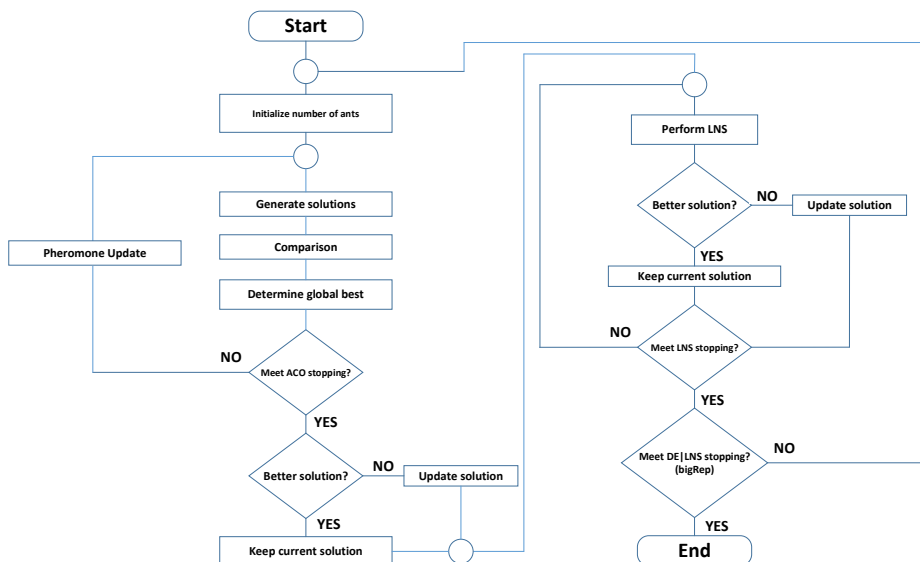 Start
Initialize number of ants
Generate solutions
Comparison
Pheromone Update
Determine global best
NO
Meet ACO stopping?
YES
Better solution?
NO
Update solution
YES
Keep current solution
Perform LNS
Better solution?
NO
Update solution
YES
Keep current solution
NO
Meet LNS stopping?
YES
Meet DE|LNS stopping?
(bigRep)
NO
YES
End